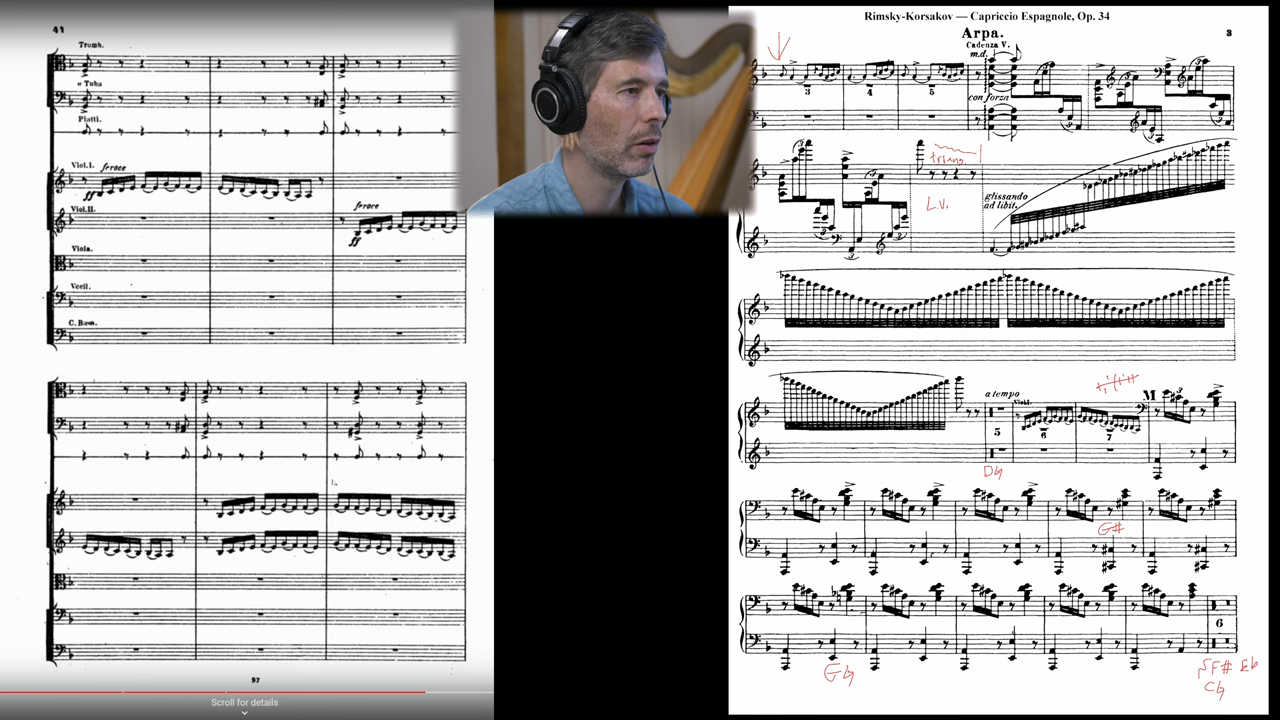 41
Tromb.
e Tuba
Piatti.
Viol. I.
feroce
ff
Viol. II.
feroce
ff
Viola.
Vcell.
C. Bass.
97
Scroll for details
Rimsky-Korsakov — Capriccio Espagnole, Op. 34
Arpa.
3
Cadenza V.
m.d.
3 4 5
con forza
triang.
L.V.
glissando
ad libit.
a tempo
Viol.
M
5 6 7
D♮
G#
6
G♮
F# E♭
C♮